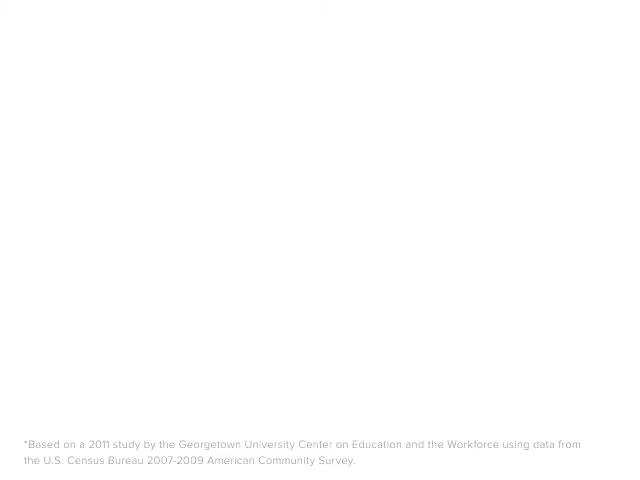 *Based on a 2011 study by the Georgetown University Center on Education and the Workforce using data from
the U.S. Census Bureau 2007-2009 American Community Survey.